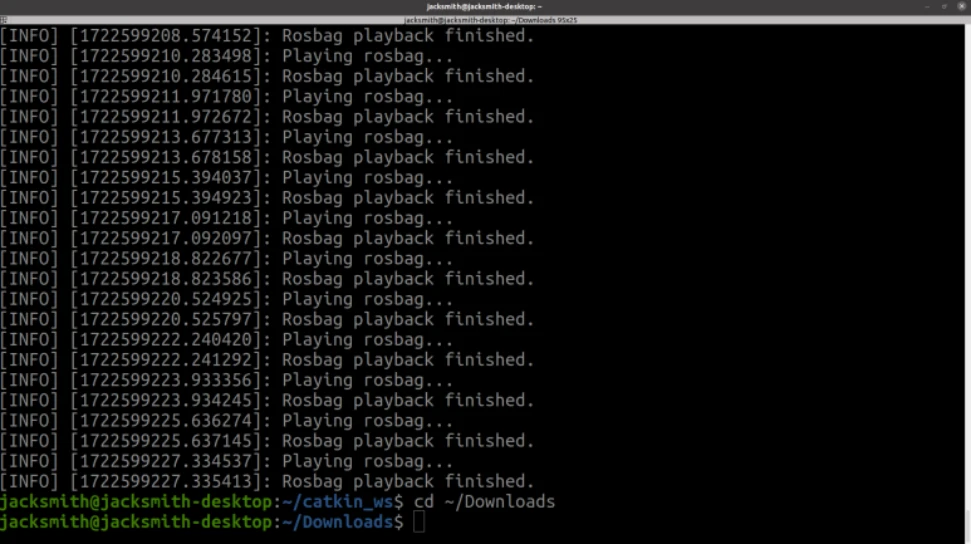 jacksmith@jacksmith-desktop: ~
jacksmith@jacksmith-desktop: ~/Downloads 95x25
[INFO] [1722599208.574152]: Rosbag playback finished.
[INFO] [1722599210.283498]: Playing rosbag...
[INFO] [1722599210.284615]: Rosbag playback finished.
[INFO] [1722599211.971780]: Playing rosbag...
[INFO] [1722599211.972672]: Rosbag playback finished.
[INFO] [1722599213.677313]: Playing rosbag...
[INFO] [1722599213.678158]: Rosbag playback finished.
[INFO] [1722599215.394037]: Playing rosbag...
[INFO] [1722599215.394923]: Rosbag playback finished.
[INFO] [1722599217.091218]: Playing rosbag...
[INFO] [1722599217.092097]: Rosbag playback finished.
[INFO] [1722599218.822677]: Playing rosbag...
[INFO] [1722599218.823586]: Rosbag playback finished.
[INFO] [1722599220.524925]: Playing rosbag...
[INFO] [1722599220.525797]: Rosbag playback finished.
[INFO] [1722599222.240420]: Playing rosbag...
[INFO] [1722599222.241292]: Rosbag playback finished.
[INFO] [1722599223.933356]: Playing rosbag...
[INFO] [1722599223.934245]: Rosbag playback finished.
[INFO] [1722599225.636274]: Playing rosbag...
[INFO] [1722599225.637145]: Rosbag playback finished.
[INFO] [1722599227.334537]: Playing rosbag...
[INFO] [1722599227.335413]: Rosbag playback finished.
jacksmith@jacksmith-desktop:~/catkin_ws$ cd ~/Downloads
jacksmith@jacksmith-desktop:~/Downloads$